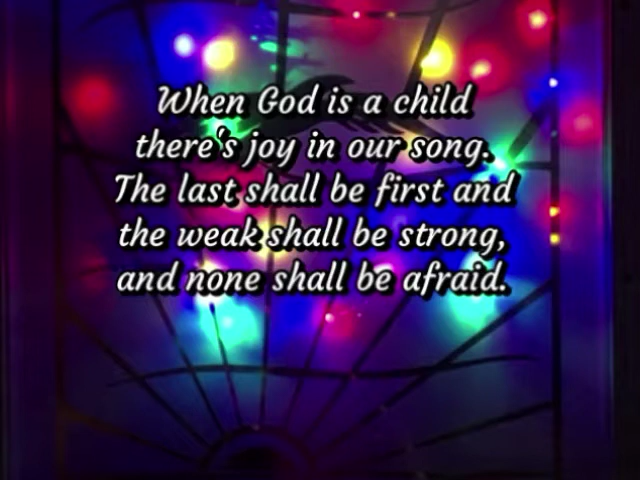 When God is a child
there's joy in our song.
The last shall be first and
the weak shall be strong,
and none shall be afraid.